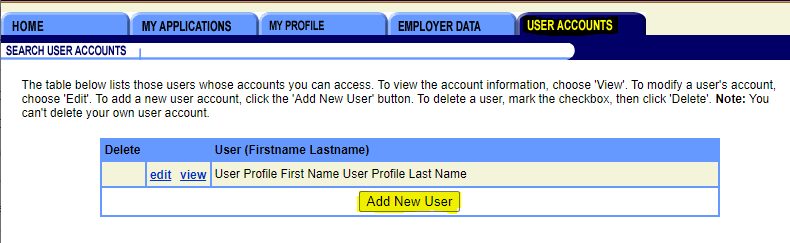 HOME MY APPLICATIONS MY PROFILE EMPLOYER DATA USER ACCOUNTS
SEARCH USER ACCOUNTS
The table below lists those users whose accounts you can access. To view the account information, choose 'View'. To modify a user's account,
choose 'Edit'. To add a new user account, click the 'Add New User' button. To delete a user, mark the checkbox, then click 'Delete'. Note: You
can't delete your own user account.
Delete User (Firstname Lastname)
edit view User Profile First Name User Profile Last Name
Add New User